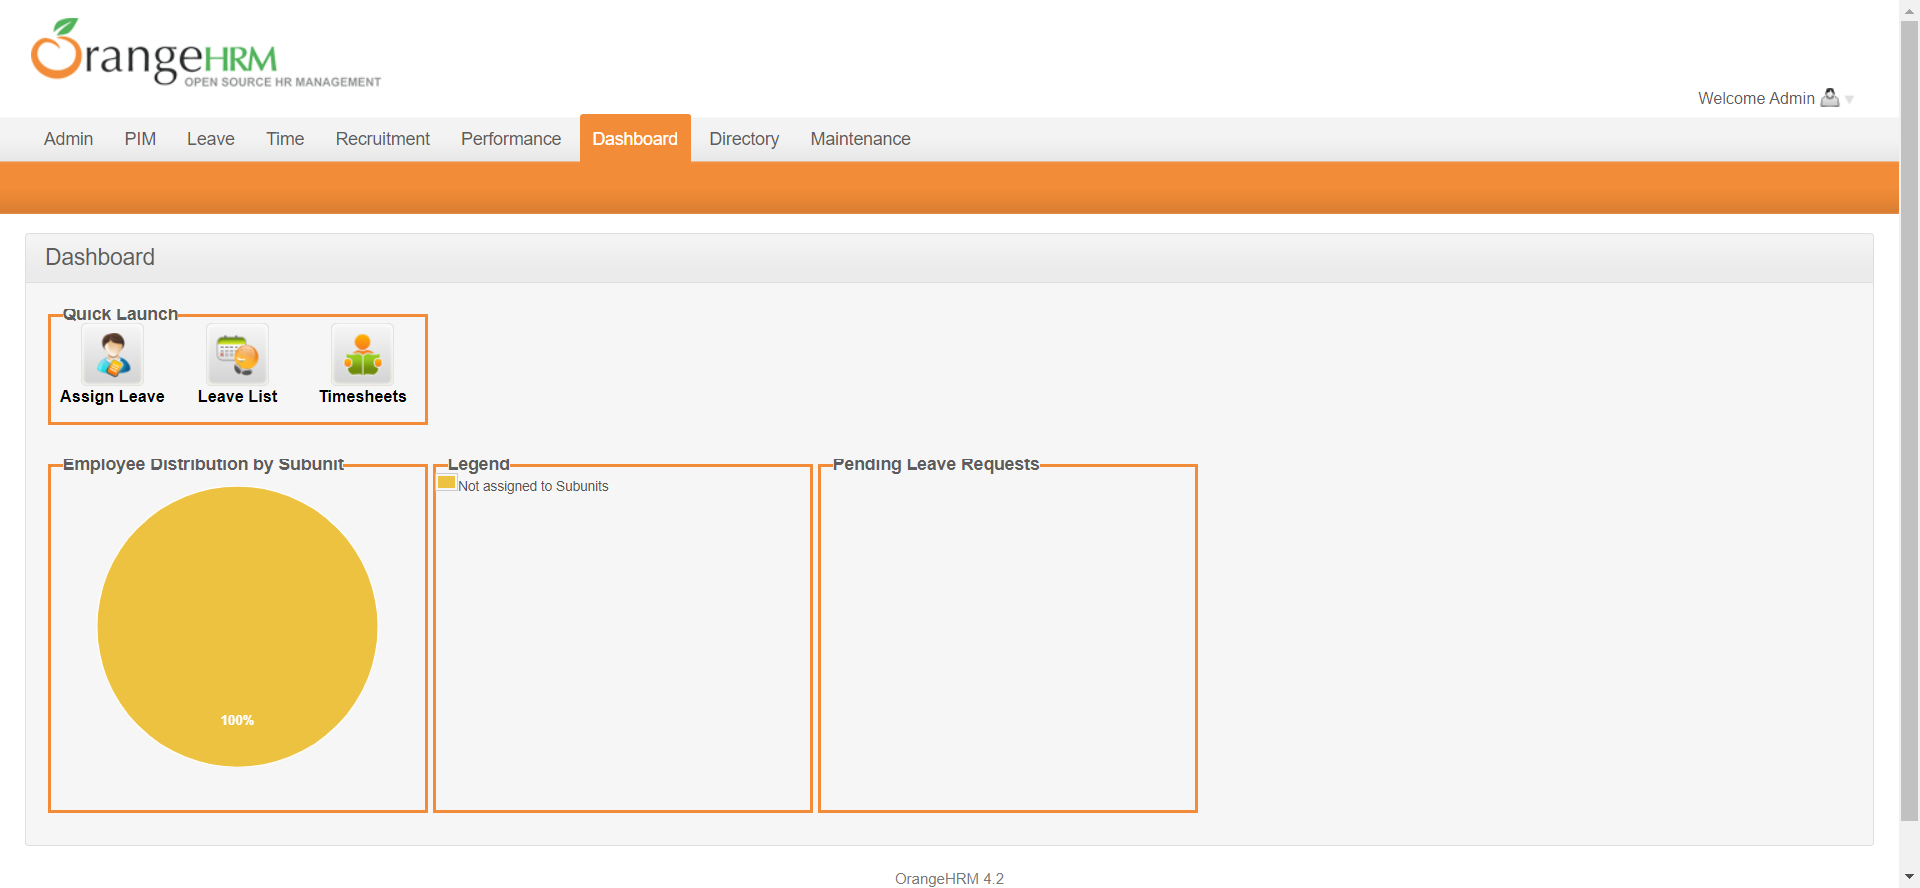 OrangeHRM
OPEN SOURCE HR MANAGEMENT
Welcome Admin
Admin PIM Leave Time Recruitment Performance Dashboard Directory Maintenance
Dashboard
Quick Launch
Assign Leave Leave List Timesheets
Employee Distribution by Subunit
100%
Legend
Not assigned to Subunits
Pending Leave Requests
OrangeHRM 4.2